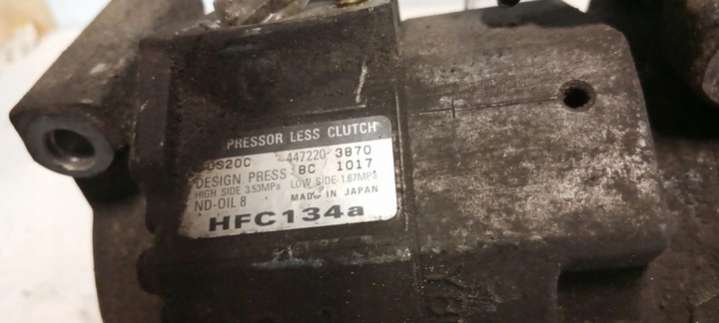 PRESSOR LESS CLUTCH
S20C 447220-3870
DESIGN PRESS 8C 1017
HIGH SIDE 3.53MPa LOW SIDE 1.67MPa
ND-OIL 8 MADE IN JAPAN
HFC134a